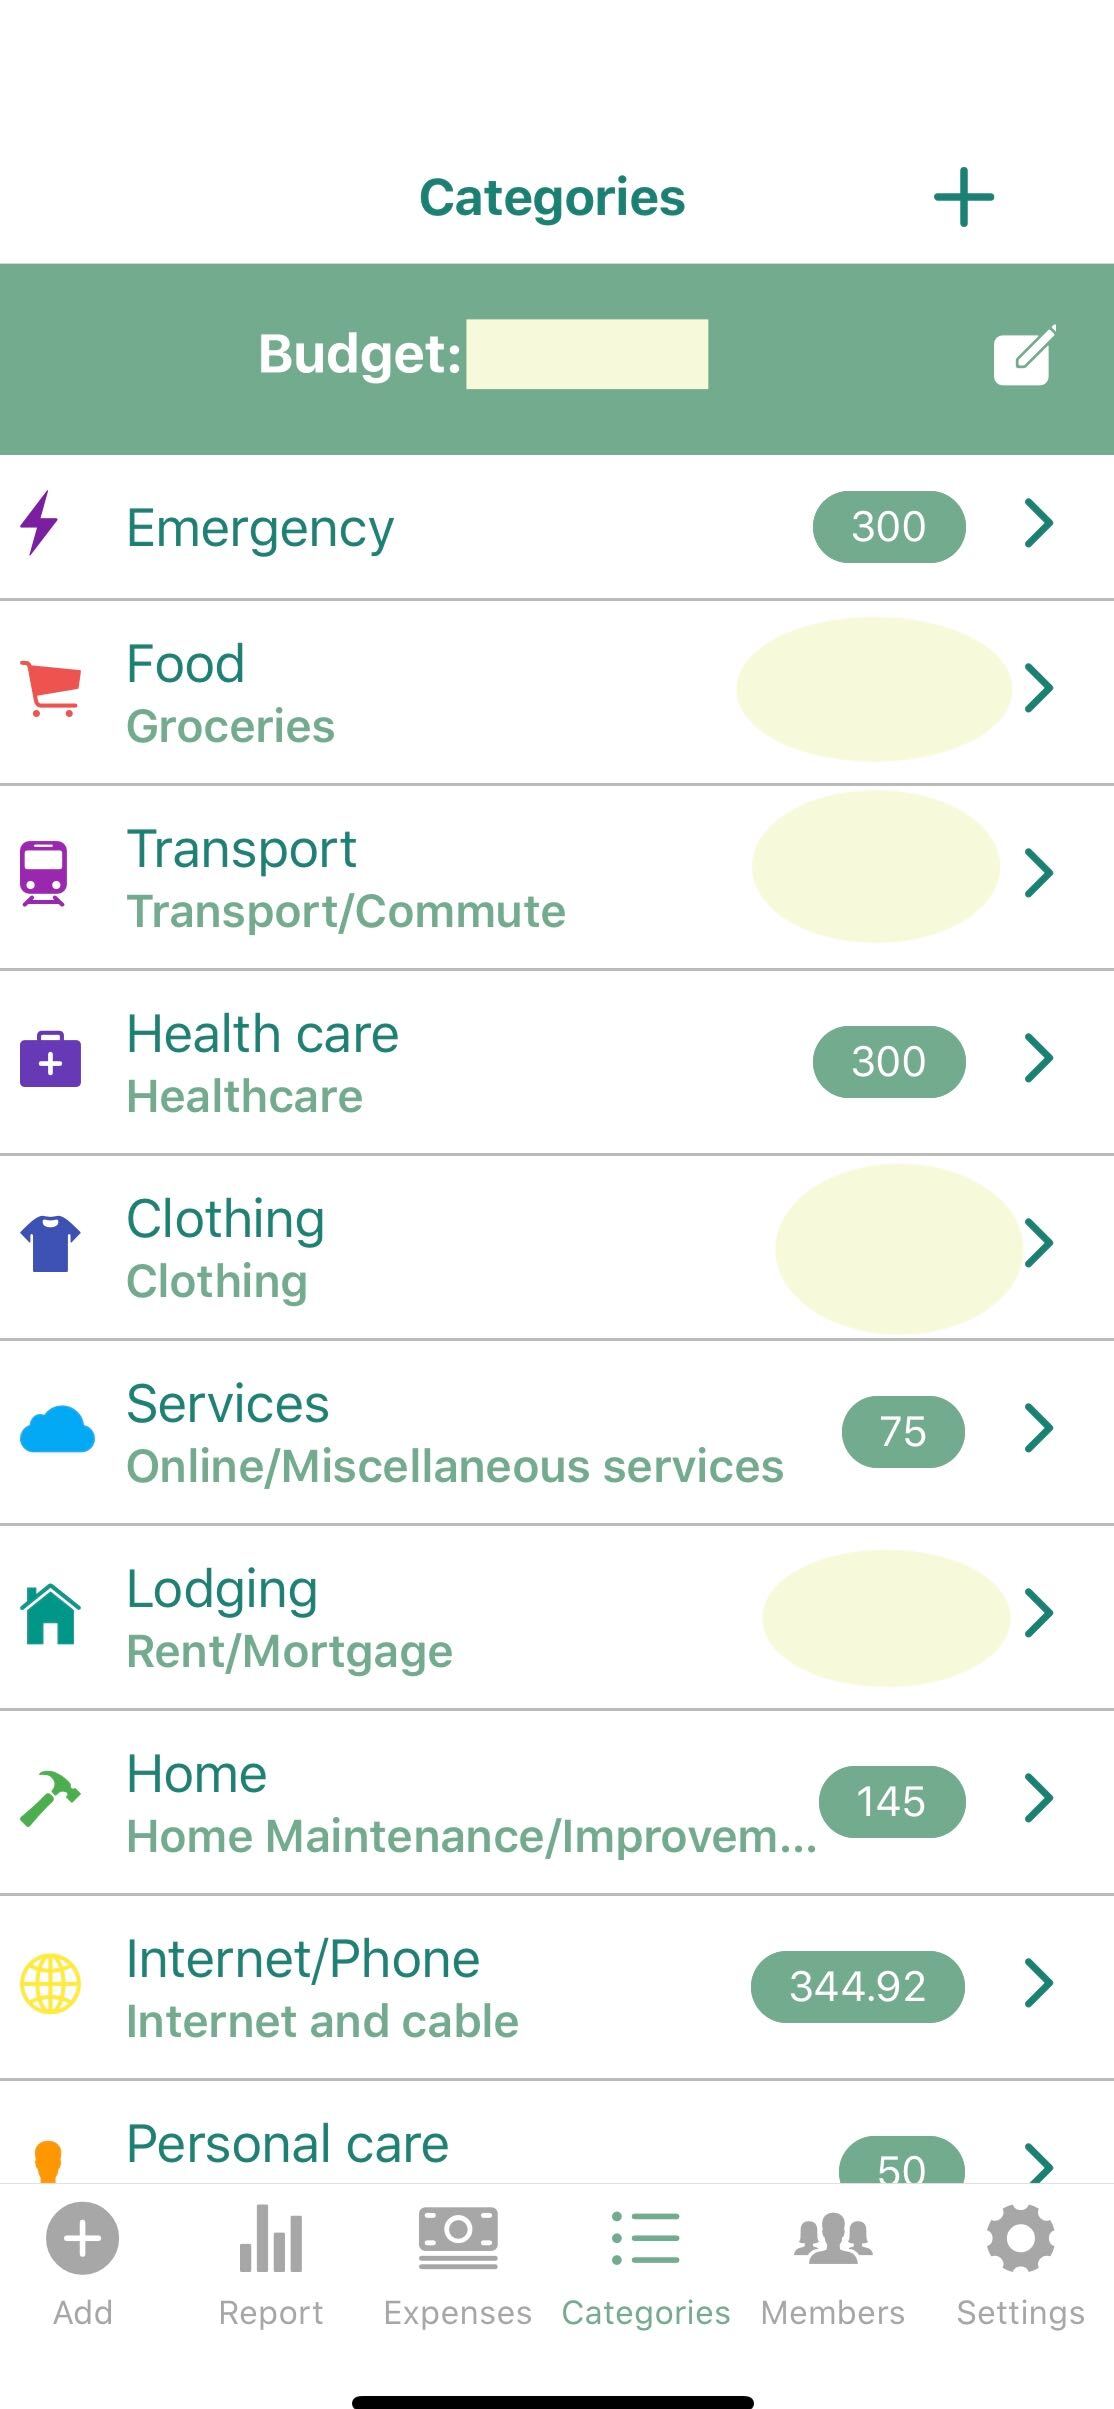 Categories
Budget:
Emergency 300
Food
Groceries
Transport
Transport/Commute
Health care 300
Healthcare
Clothing
Clothing
Services 75
Online/Miscellaneous services
Lodging
Rent/Mortgage
Home 145
Home Maintenance/Improvem...
Internet/Phone 344.92
Internet and cable
Personal care 50
Add Report Expenses Categories Members Settings